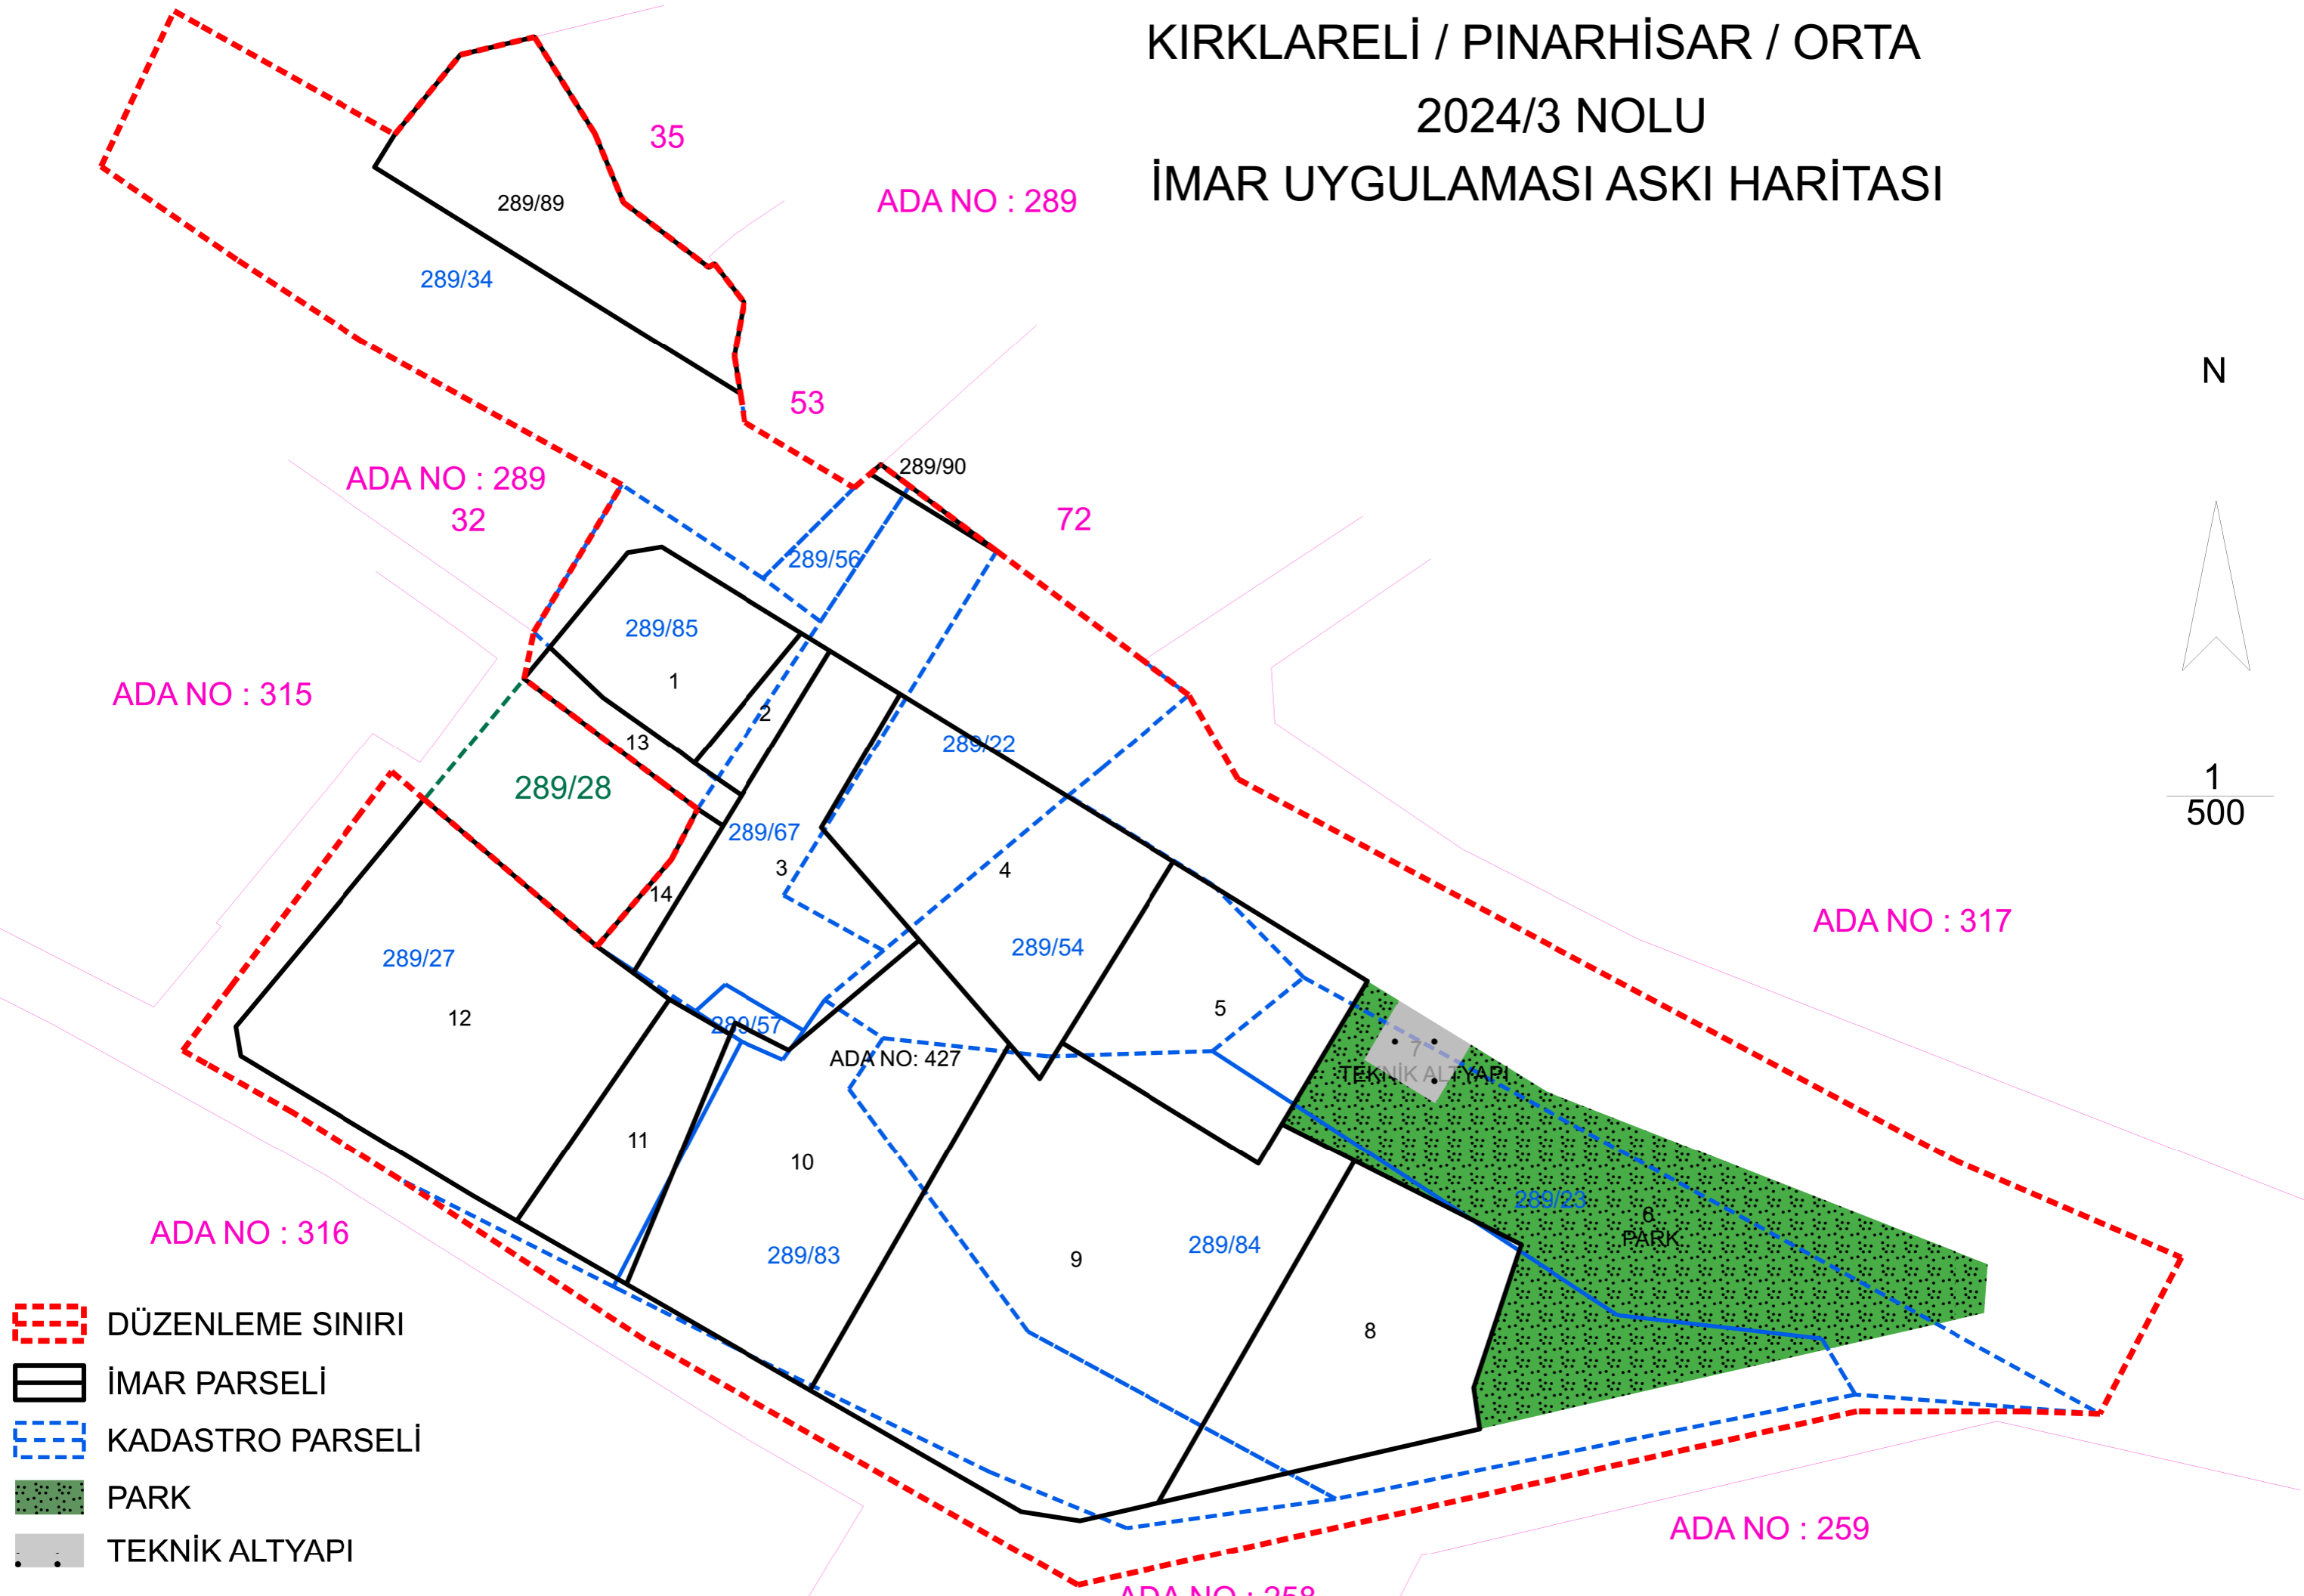 KIRKLARELİ / PINARHİSAR / ORTA
2024/3 NOLU
İMAR UYGULAMASI ASKI HARİTASI
35
289/89
ADA NO : 289
289/34
N
53
289/90
ADA NO : 289
32
72
289/56
289/85
1
ADA NO : 315
2
13
289/22
289/28
1
500
289/67
3
4
14
ADA NO : 317
289/27
289/54
12
5
289/57
ADA NO: 427
7
TEKNİK ALTYAPI
11
10
289/23
6
PARK
ADA NO : 316
289/83
9
289/84
8
DÜZENLEME SINIRI
İMAR PARSELİ
KADASTRO PARSELİ
PARK
TEKNİK ALTYAPI
ADA NO : 259
ADA NO : 258